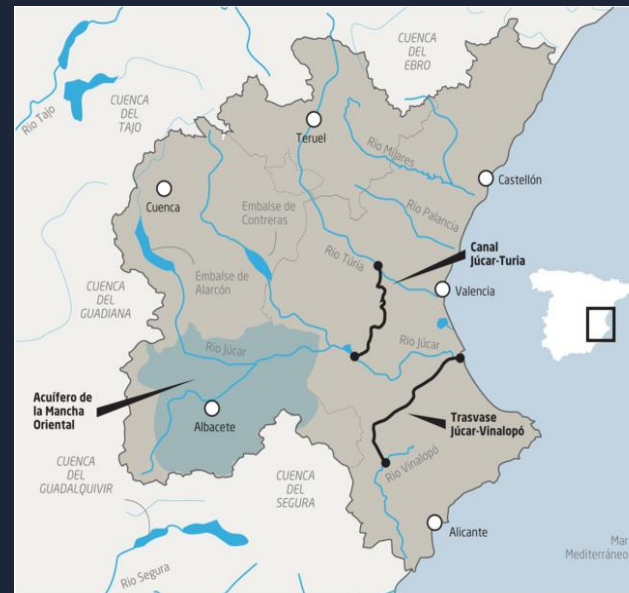 CUENCA
DEL
EBRO
CUENCA
DEL
TAJO
Río Tajo
Teruel
Río Mijares
Castellón
Cuenca
Embalse de
Contreras
Río Palancia
Canal
Júcar-Turia
Río Túria
Embalse de
Alarcón
Valencia
CUENCA
DEL
GUADIANA
Río Júcar
Río Júcar
Acuífero de
la Mancha
Oriental
Albacete
Trasvase
Júcar-Vinalopó
CUENCA
DEL
GUADALQUIVIR
CUENCA
DEL
SEGURA
Río Vinalopó
Alicante
Mar
Mediterráneo
Río Segura